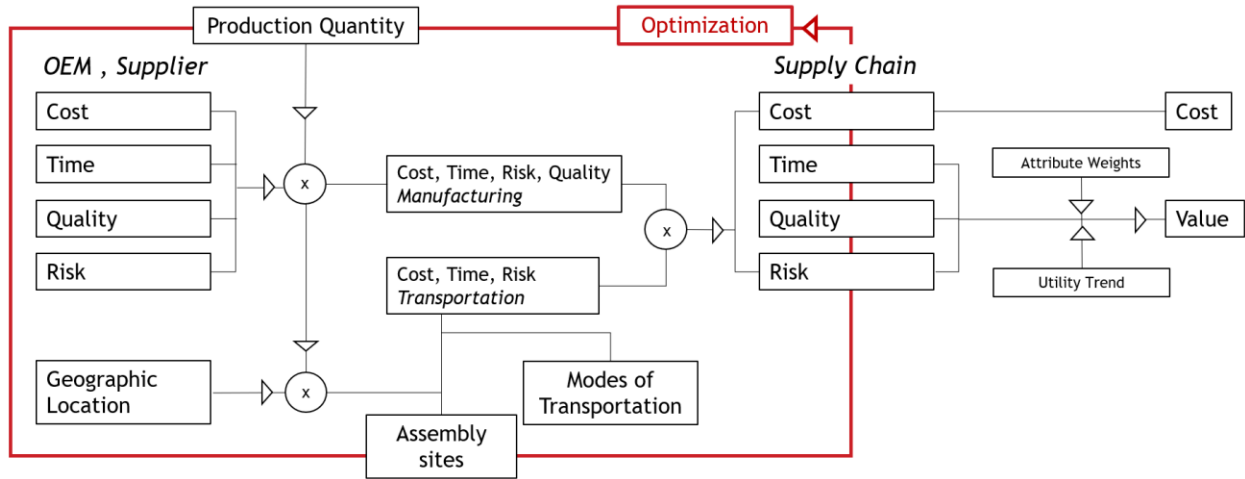 Production Quantity
Optimization
OEM , Supplier
Supply Chain
Cost
Time
Quality
Risk
Geographic
Location
x
x
Cost, Time, Risk, Quality
Manufacturing
Cost, Time, Risk
Transportation
x
Modes of
Transportation
Assembly
sites
Cost
Time
Quality
Risk
Attribute Weights
Utility Trend
Cost
Value